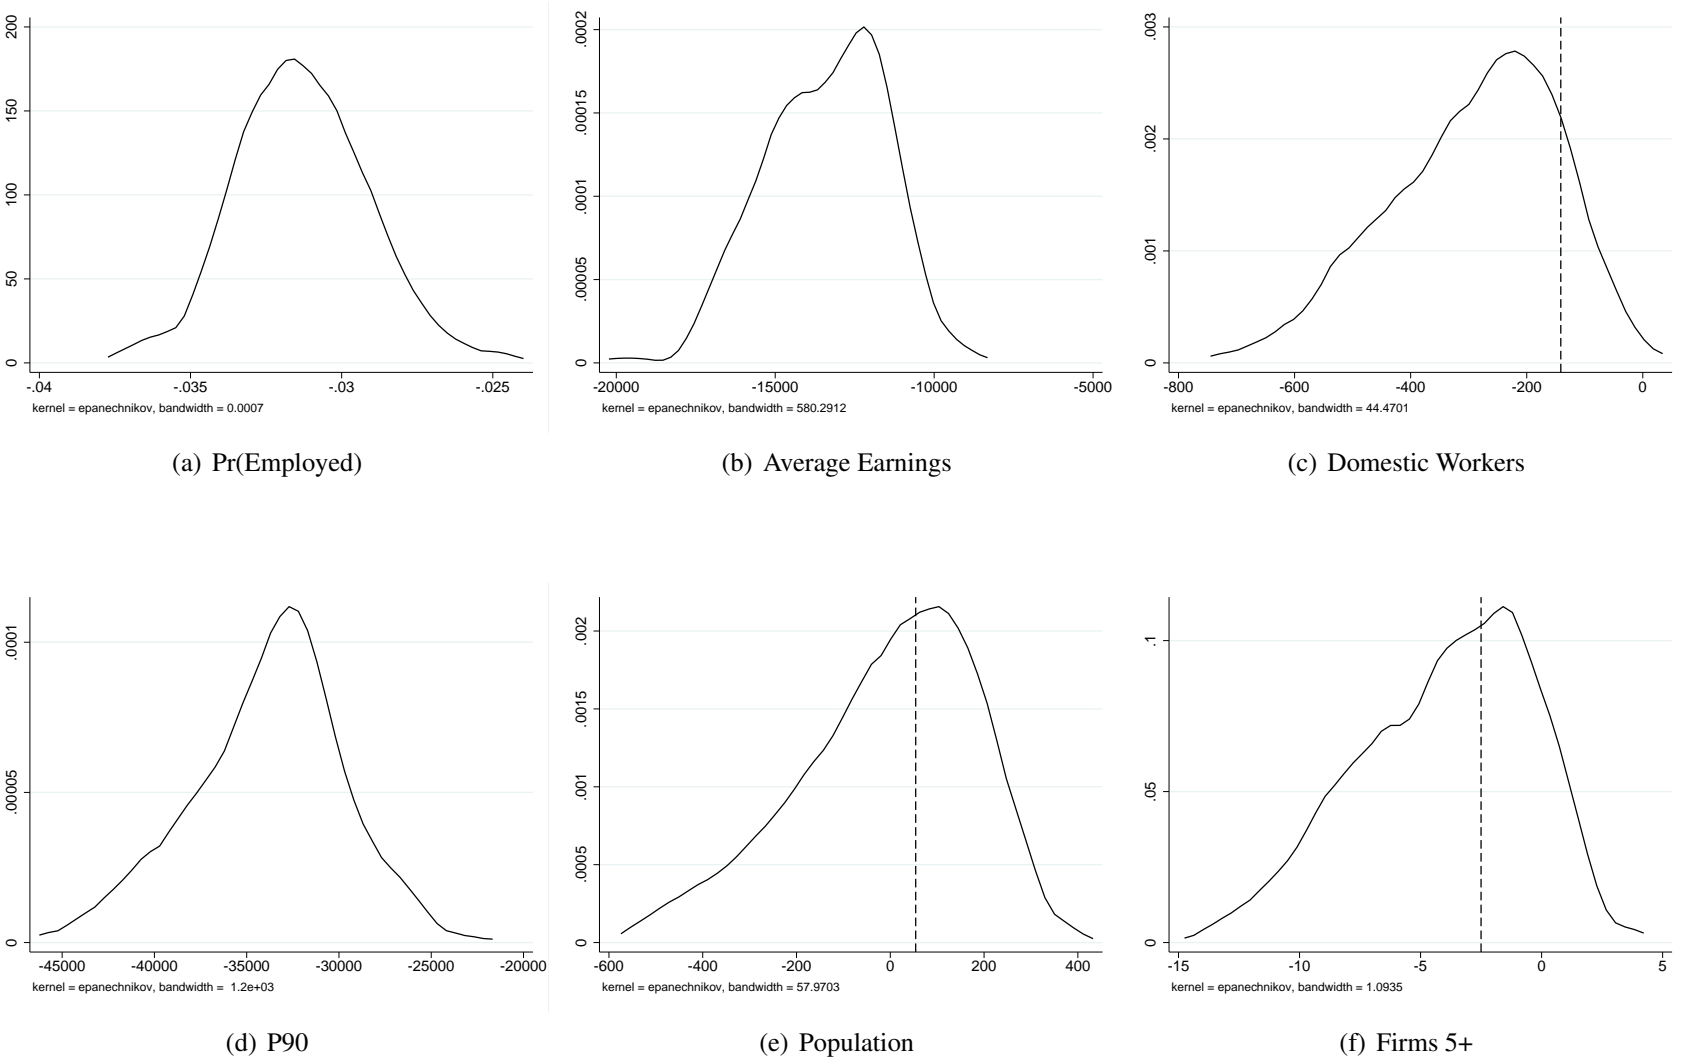 200
150
100
50
0
-.04 -.035 -.03 -.025
kernel = epanechnikov, bandwidth = 0.0007
(a) Pr(Employed)
.0002
.00015
.0001
.00005
0
-20000 -15000 -10000 -5000
kernel = epanechnikov, bandwidth = 580.2912
(b) Average Earnings
.003
.002
.001
0
-800 -600 -400 -200 0
kernel = epanechnikov, bandwidth = 44.4701
(c) Domestic Workers
.0001
.00005
0
-45000 -40000 -35000 -30000 -25000 -20000
kernel = epanechnikov, bandwidth = 1.2e+03
(d) P90
.002
.0015
.001
.0005
0
-600 -400 -200 0 200 400
kernel = epanechnikov, bandwidth = 57.9703
(e) Population
.1
.05
0
-15 -10 -5 0 5
kernel = epanechnikov, bandwidth = 1.0935
(f) Firms 5+